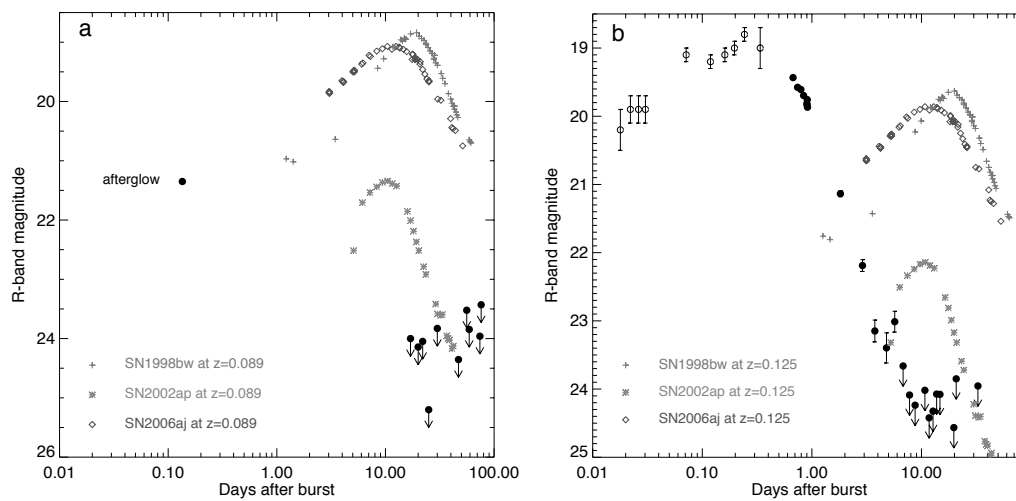 a
R-band magnitude
20
22
24
26
afterglow
SN1998bw at z=0.089
SN2002ap at z=0.089
SN2006aj at z=0.089
0.01
0.10
1.00
10.00
100.00
Days after burst
b
R-band magnitude
19
20
21
22
23
24
25
SN1998bw at z=0.125
SN2002ap at z=0.125
SN2006aj at z=0.125
0.01
0.10
1.00
10.00
Days after burst